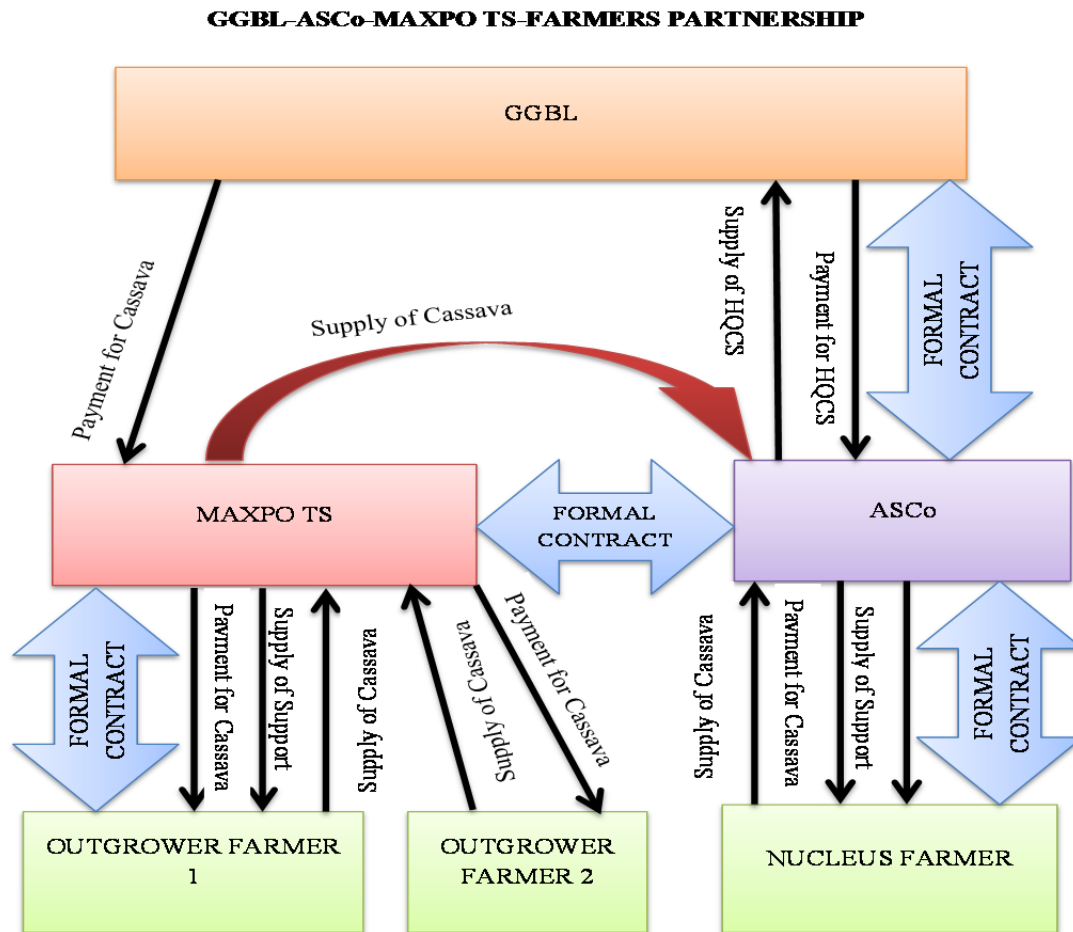 GGBL-ASCo-MAXPO TS-FARMERS PARTNERSHIP
GGBL
Payment for Cassava
Supply of Cassava
Supply of HQCS
Payment for HQCS
FORMAL
CONTRACT
MAXPO TS
FORMAL
CONTRACT
ASCo
FORMAL
CONTRACT
Payment for Cassava
Supply of Support
Supply of Cassava
Supply of Cassava
Payment for Cassava
Supply of Cassava
Payment for Cassava
Supply of Support
FORMAL
CONTRACT
OUTGROWER FARMER
1
OUTGROWER
FARMER 2
NUCLEUS FARMER